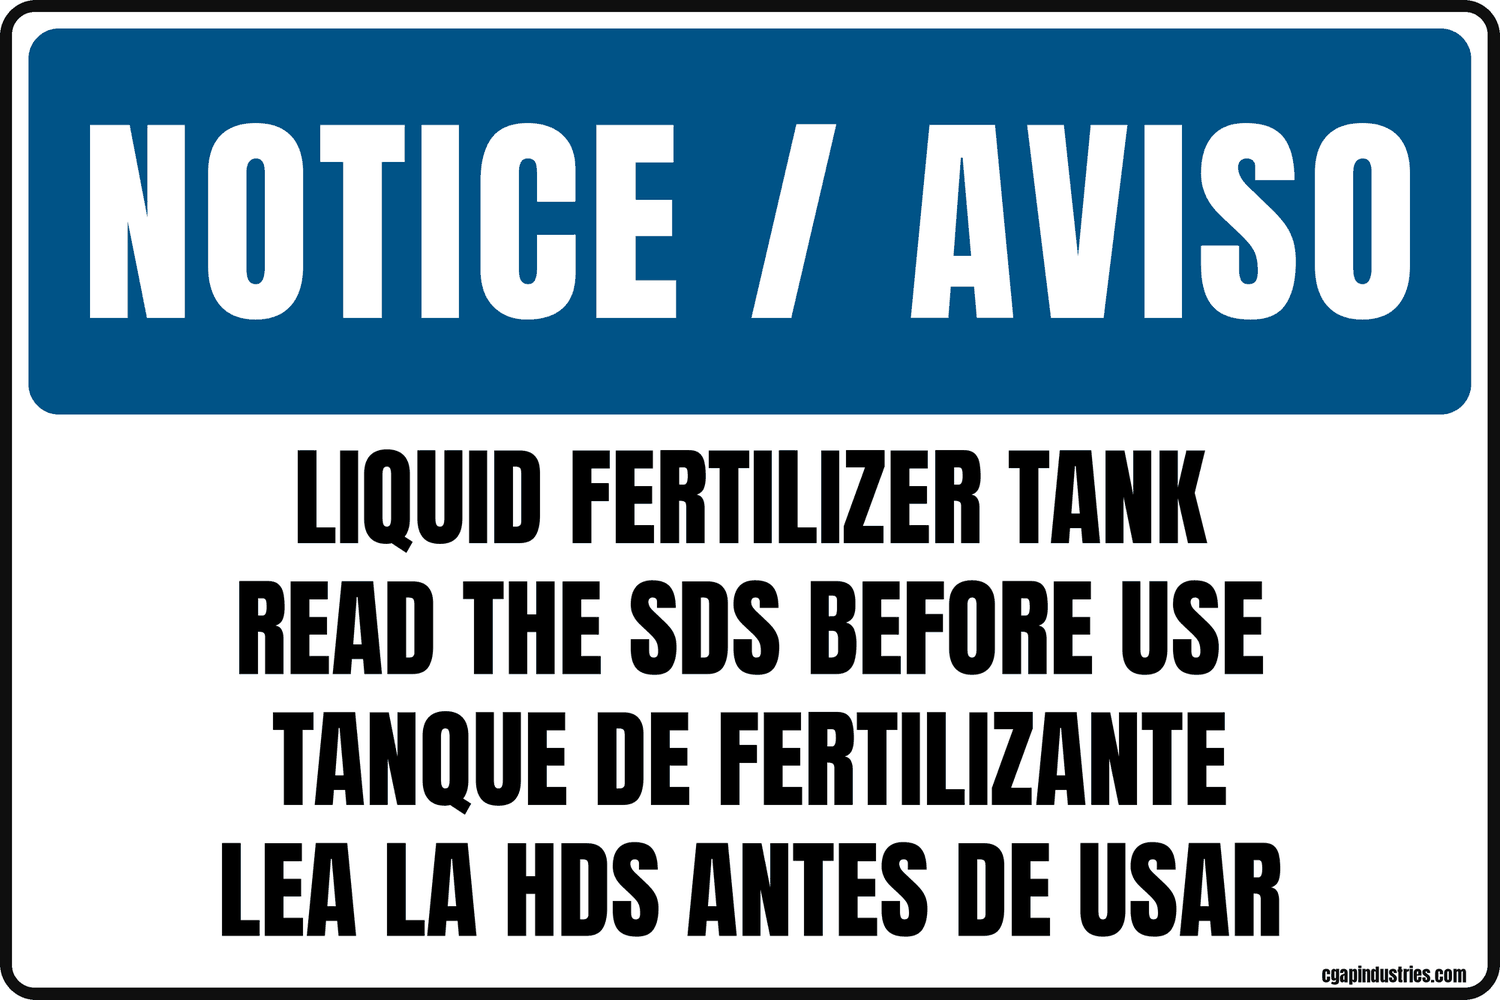 NOTICE / AVISO
LIQUID FERTILIZER TANK
READ THE SDS BEFORE USE
TANQUE DE FERTILIZANTE
LEA LA HDS ANTES DE USAR
cgapindustries.com